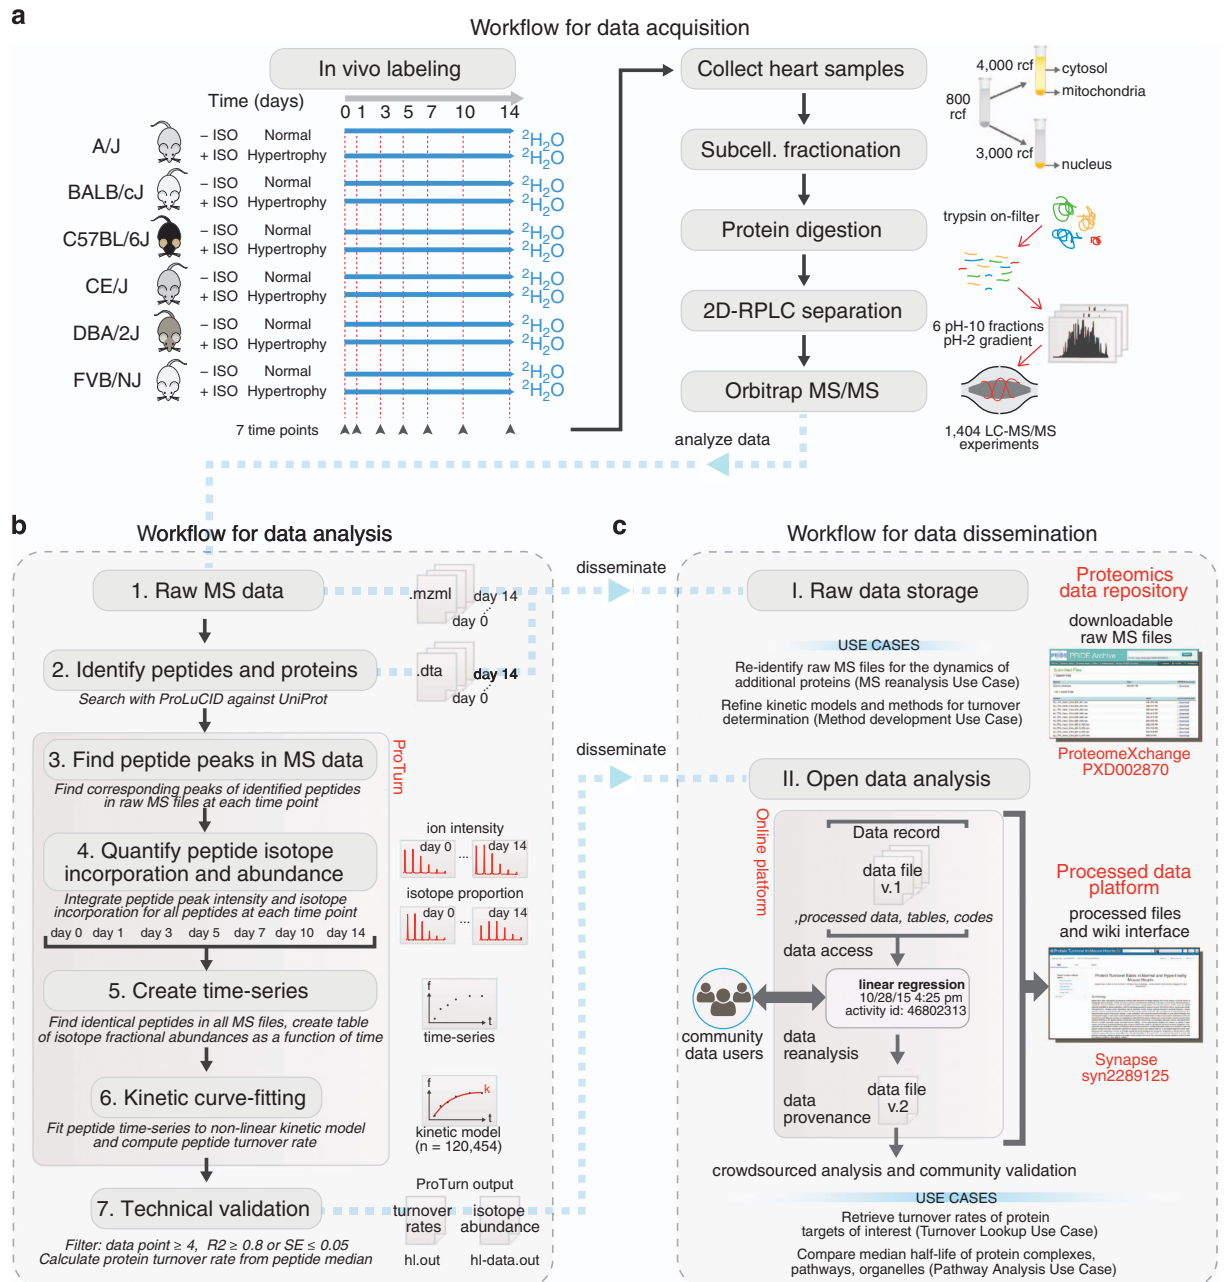 a
Workflow for data acquisition
In vivo labeling
Time (days)
0 1 3 5 7 10 14
A/J
– ISO Normal
+ ISO Hypertrophy
²H₂O
²H₂O
BALB/cJ
– ISO Normal
+ ISO Hypertrophy
²H₂O
²H₂O
C57BL/6J
– ISO Normal
+ ISO Hypertrophy
²H₂O
²H₂O
CE/J
– ISO Normal
+ ISO Hypertrophy
²H₂O
²H₂O
DBA/2J
– ISO Normal
+ ISO Hypertrophy
²H₂O
²H₂O
FVB/NJ
– ISO Normal
+ ISO Hypertrophy
²H₂O
²H₂O
7 time points
Collect heart samples
Subcell. fractionation
Protein digestion
2D-RPLC separation
Orbitrap MS/MS
800
rcf
4,000 rcf
cytosol
mitochondria
3,000 rcf
nucleus
trypsin on-filter
6 pH-10 fractions
pH-2 gradient
1,404 LC-MS/MS
experiments
analyze data
b
Workflow for data analysis
1. Raw MS data
.mzml
day 14
day 0
2. Identify peptides and proteins
Search with ProLuCID against UniProt
.dta
day 14
day 0
ProTurn
3. Find peptide peaks in MS data
Find corresponding peaks of identified peptides
in raw MS files at each time point
4. Quantify peptide isotope
incorporation and abundance
Integrate peptide peak intensity and isotope
incorporation for all peptides at each time point
day 0 day 1 day 3 day 5 day 7 day 10 day 14
ion intensity
day 0 ... day 14
isotope proportion
day 0 ... day 14
5. Create time-series
Find identical peptides in all MS files, create table
of isotope fractional abundances as a function of time
f
t
time-series
6. Kinetic curve-fitting
Fit peptide time-series to non-linear kinetic model
and compute peptide turnover rate
f
k
t
kinetic model
(n = 120,454)
7. Technical validation
Filter: data point ≥ 4, R2 ≥ 0.8 or SE ≤ 0.05
Calculate protein turnover rate from peptide median
ProTurn output
turnover
rates
isotope
abundance
hl.out
hl-data.out
disseminate
disseminate
c
Workflow for data dissemination
I. Raw data storage
USE CASES
Re-identify raw MS files for the dynamics of
additional proteins (MS reanalysis Use Case)
Refine kinetic models and methods for turnover
determination (Method development Use Case)
Proteomics
data repository
downloadable
raw MS files
PRIDE Archive
ProteomeXchange
PXD002870
II. Open data analysis
Online platform
Data record
data file
v.1
,processed data, tables, codes
data access
linear regression
10/28/15 4:25 pm
activity id: 46802313
community
data users
data
reanalysis
data file
v.2
data
provenance
crowdsourced analysis and community validation
Processed data
platform
processed files
and wiki interface
Synapse
syn2289125
USE CASES
Retrieve turnover rates of protein
targets of interest (Turnover Lookup Use Case)
Compare median half-life of protein complexes,
pathways, organelles (Pathway Analysis Use Case)